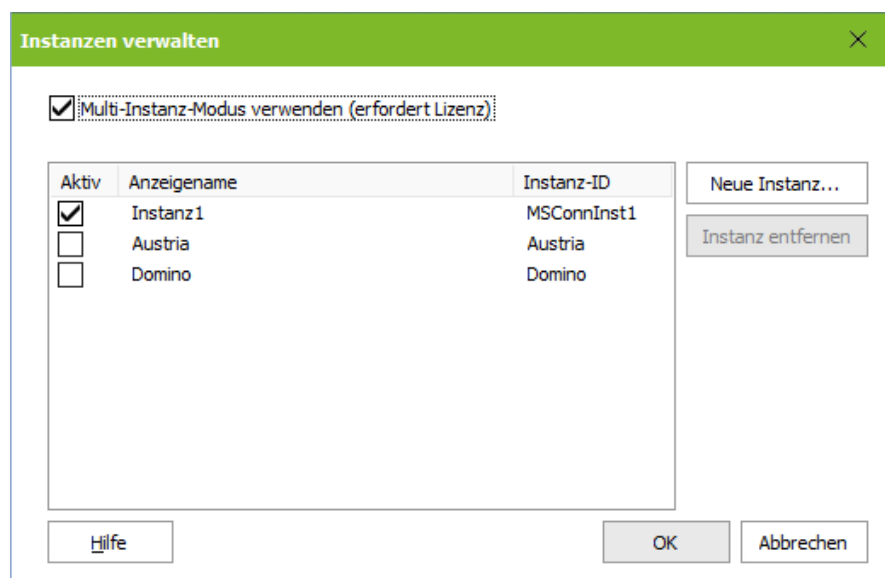 Instanzen verwalten
Multi-Instanz-Modus verwenden (erfordert Lizenz)
Aktiv Anzeigename Instanz-ID
Instanz1 MSConnInst1
Austria Austria
Domino Domino
Neue Instanz...
Instanz entfernen
Hilfe OK Abbrechen